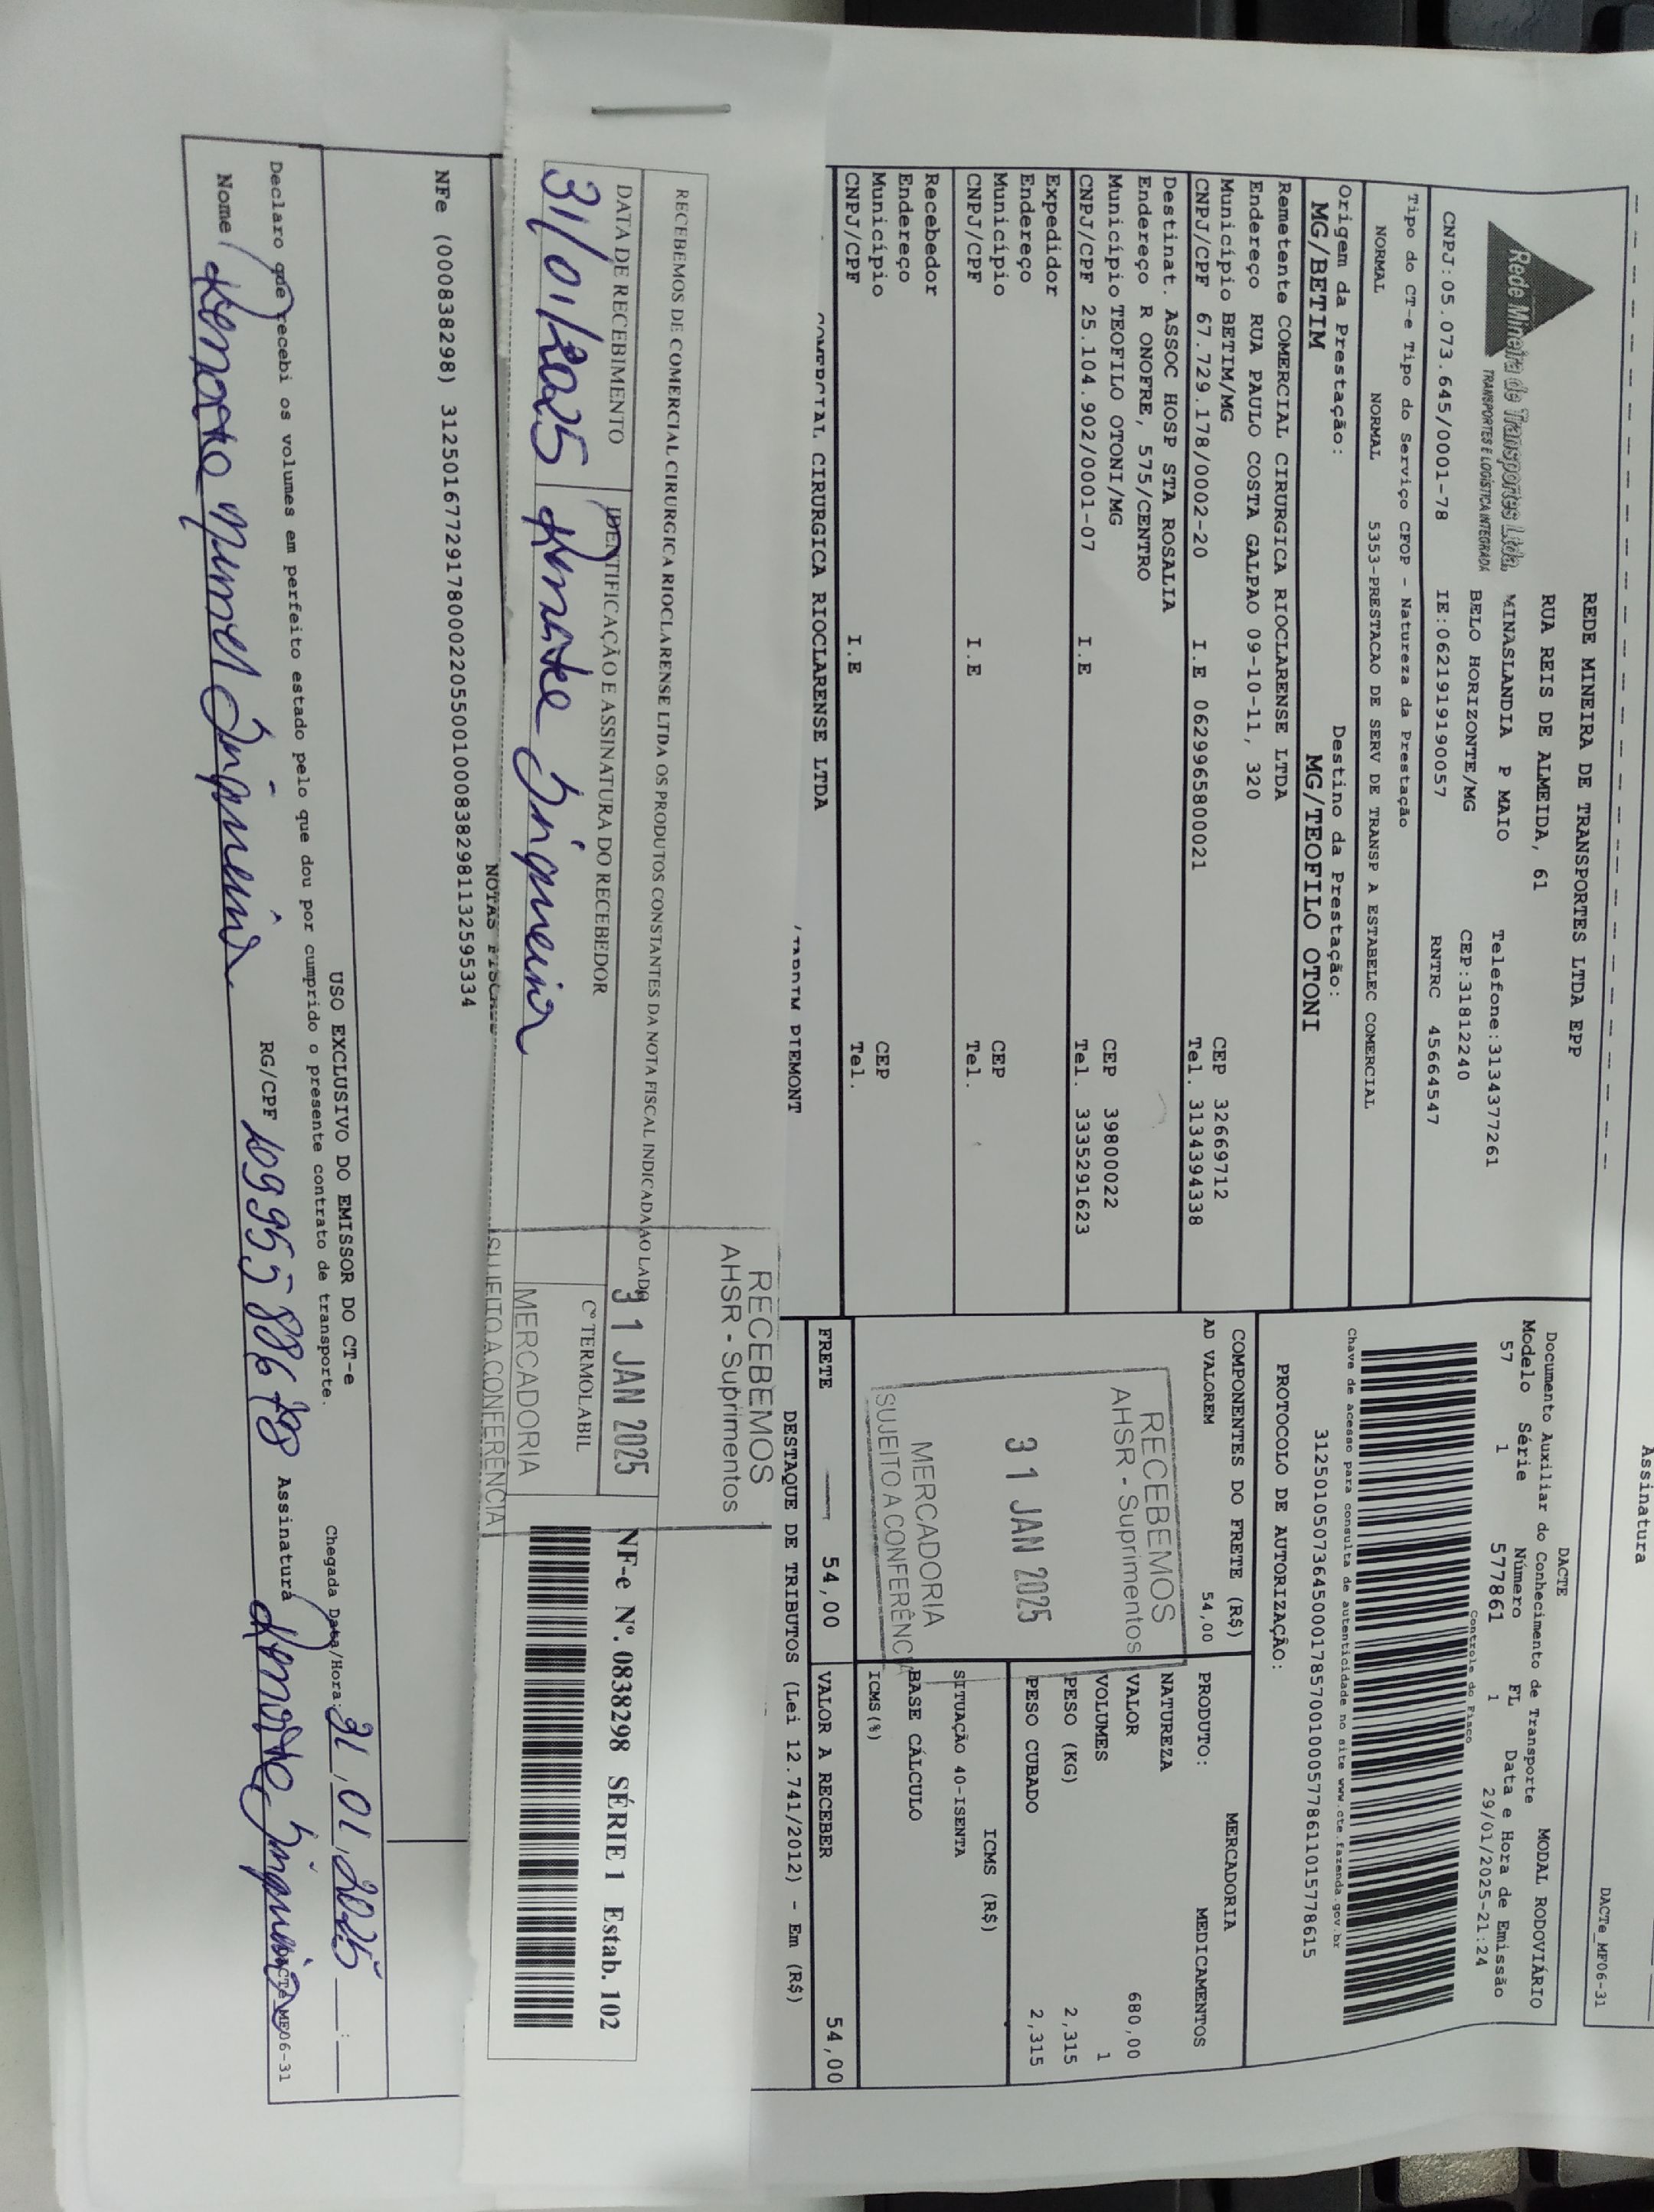 Assinatura
DACTe_MF06-31
Rede Mineira de Transportes Ltda.
TRANSPORTES E LOGÍSTICA INTEGRADA
REDE MINEIRA DE TRANSPORTES LTDA EPP
RUA REIS DE ALMEIDA, 61
MINASLANDIA P MAIO Telefone:3134377261
BELO HORIZONTE/MG CEP:31812240
CNPJ:05.073.645/0001-78 IE:0621919190057 RNTRC 45664547
DACTE
Documento Auxiliar do Conhecimento de Transporte MODAL RODOVIÁRIO
Modelo Série Número FL Data e Hora de Emissão
57 1 577861 1 29/01/2025-21:24
Controle do Fisco
Chave de acesso para consulta de autenticidade no site www.cte.fazenda.gov.br
31250105073645000178570010005778611015778615
PROTOCOLO DE AUTORIZAÇÃO:
Tipo do CT-e Tipo do Serviço CFOP - Natureza da Prestação
NORMAL NORMAL 5353-PRESTACAO DE SERV DE TRANSP A ESTABELEC COMERCIAL
Origem da Prestação: Destino da Prestação:
MG/BETIM MG/TEOFILO OTONI
Remetente COMERCIAL CIRURGICA RIOCLARENSE LTDA
Endereço RUA PAULO COSTA GALPAO 09-10-11, 320
Município BETIM/MG CEP 32669712
CNPJ/CPF 67.729.178/0002-20 I.E 0629965800021 Tel. 3134394338
Destinat. ASSOC HOSP STA ROSALIA
Endereço R ONOFRE, 575/CENTRO
Município TEOFILO OTONI/MG CEP 39800022
CNPJ/CPF 25.104.902/0001-07 I.E Tel. 3335291623
Expedidor
Endereço
Município CEP
CNPJ/CPF I.E Tel.
Recebedor
Endereço
Município CEP
CNPJ/CPF I.E Tel.
COMERCIAL CIRURGICA RIOCLARENSE LTDA
/JARDIM PIEMONT
COMPONENTES DO FRETE (R$)
AD VALOREM 54,00
RECEBEMOS
AHSR - Suprimentos
31 JAN 2025
MERCADORIA
SUJEITO A CONFERÊNCIA
PRODUTO: MERCADORIA
NATUREZA MEDICAMENTOS
VALOR 680,00
VOLUMES 1
PESO (KG) 2,315
PESO CUBADO 2,315
ICMS (R$)
SITUAÇÃO 40-ISENTA
BASE CÁLCULO
ICMS(%)
FRETE 54,00 VALOR A RECEBER 54,00
DESTAQUE DE TRIBUTOS (Lei 12.741/2012) - Em (R$)
RECEBEMOS
AHSR - Suprimentos
31 JAN 2025
MERCADORIA
SUJEITO A CONFERÊNCIA
RECEBEMOS DE COMERCIAL CIRURGICA RIOCLARENSE LTDA OS PRODUTOS CONSTANTES DA NOTA FISCAL INDICADA AO LADO
DATA DE RECEBIMENTO IDENTIFICAÇÃO E ASSINATURA DO RECEBEDOR Cº TERMOLABIL
31/01/2025 Renate Siqueira
NF-e Nº. 0838298 SÉRIE 1 Estab. 102
NOTAS FISCAIS
NFe (000838298) 31250167729178000220550010008382981132595334
USO EXCLUSIVO DO EMISSOR DO CT-e
Declaro que recebi os volumes em perfeito estado pelo que dou por cumprido o presente contrato de transporte.
Chegada Data/Hora: 31,01,2025 __:__
Nome RG/CPF Assinatura
DACTe_MF06-31